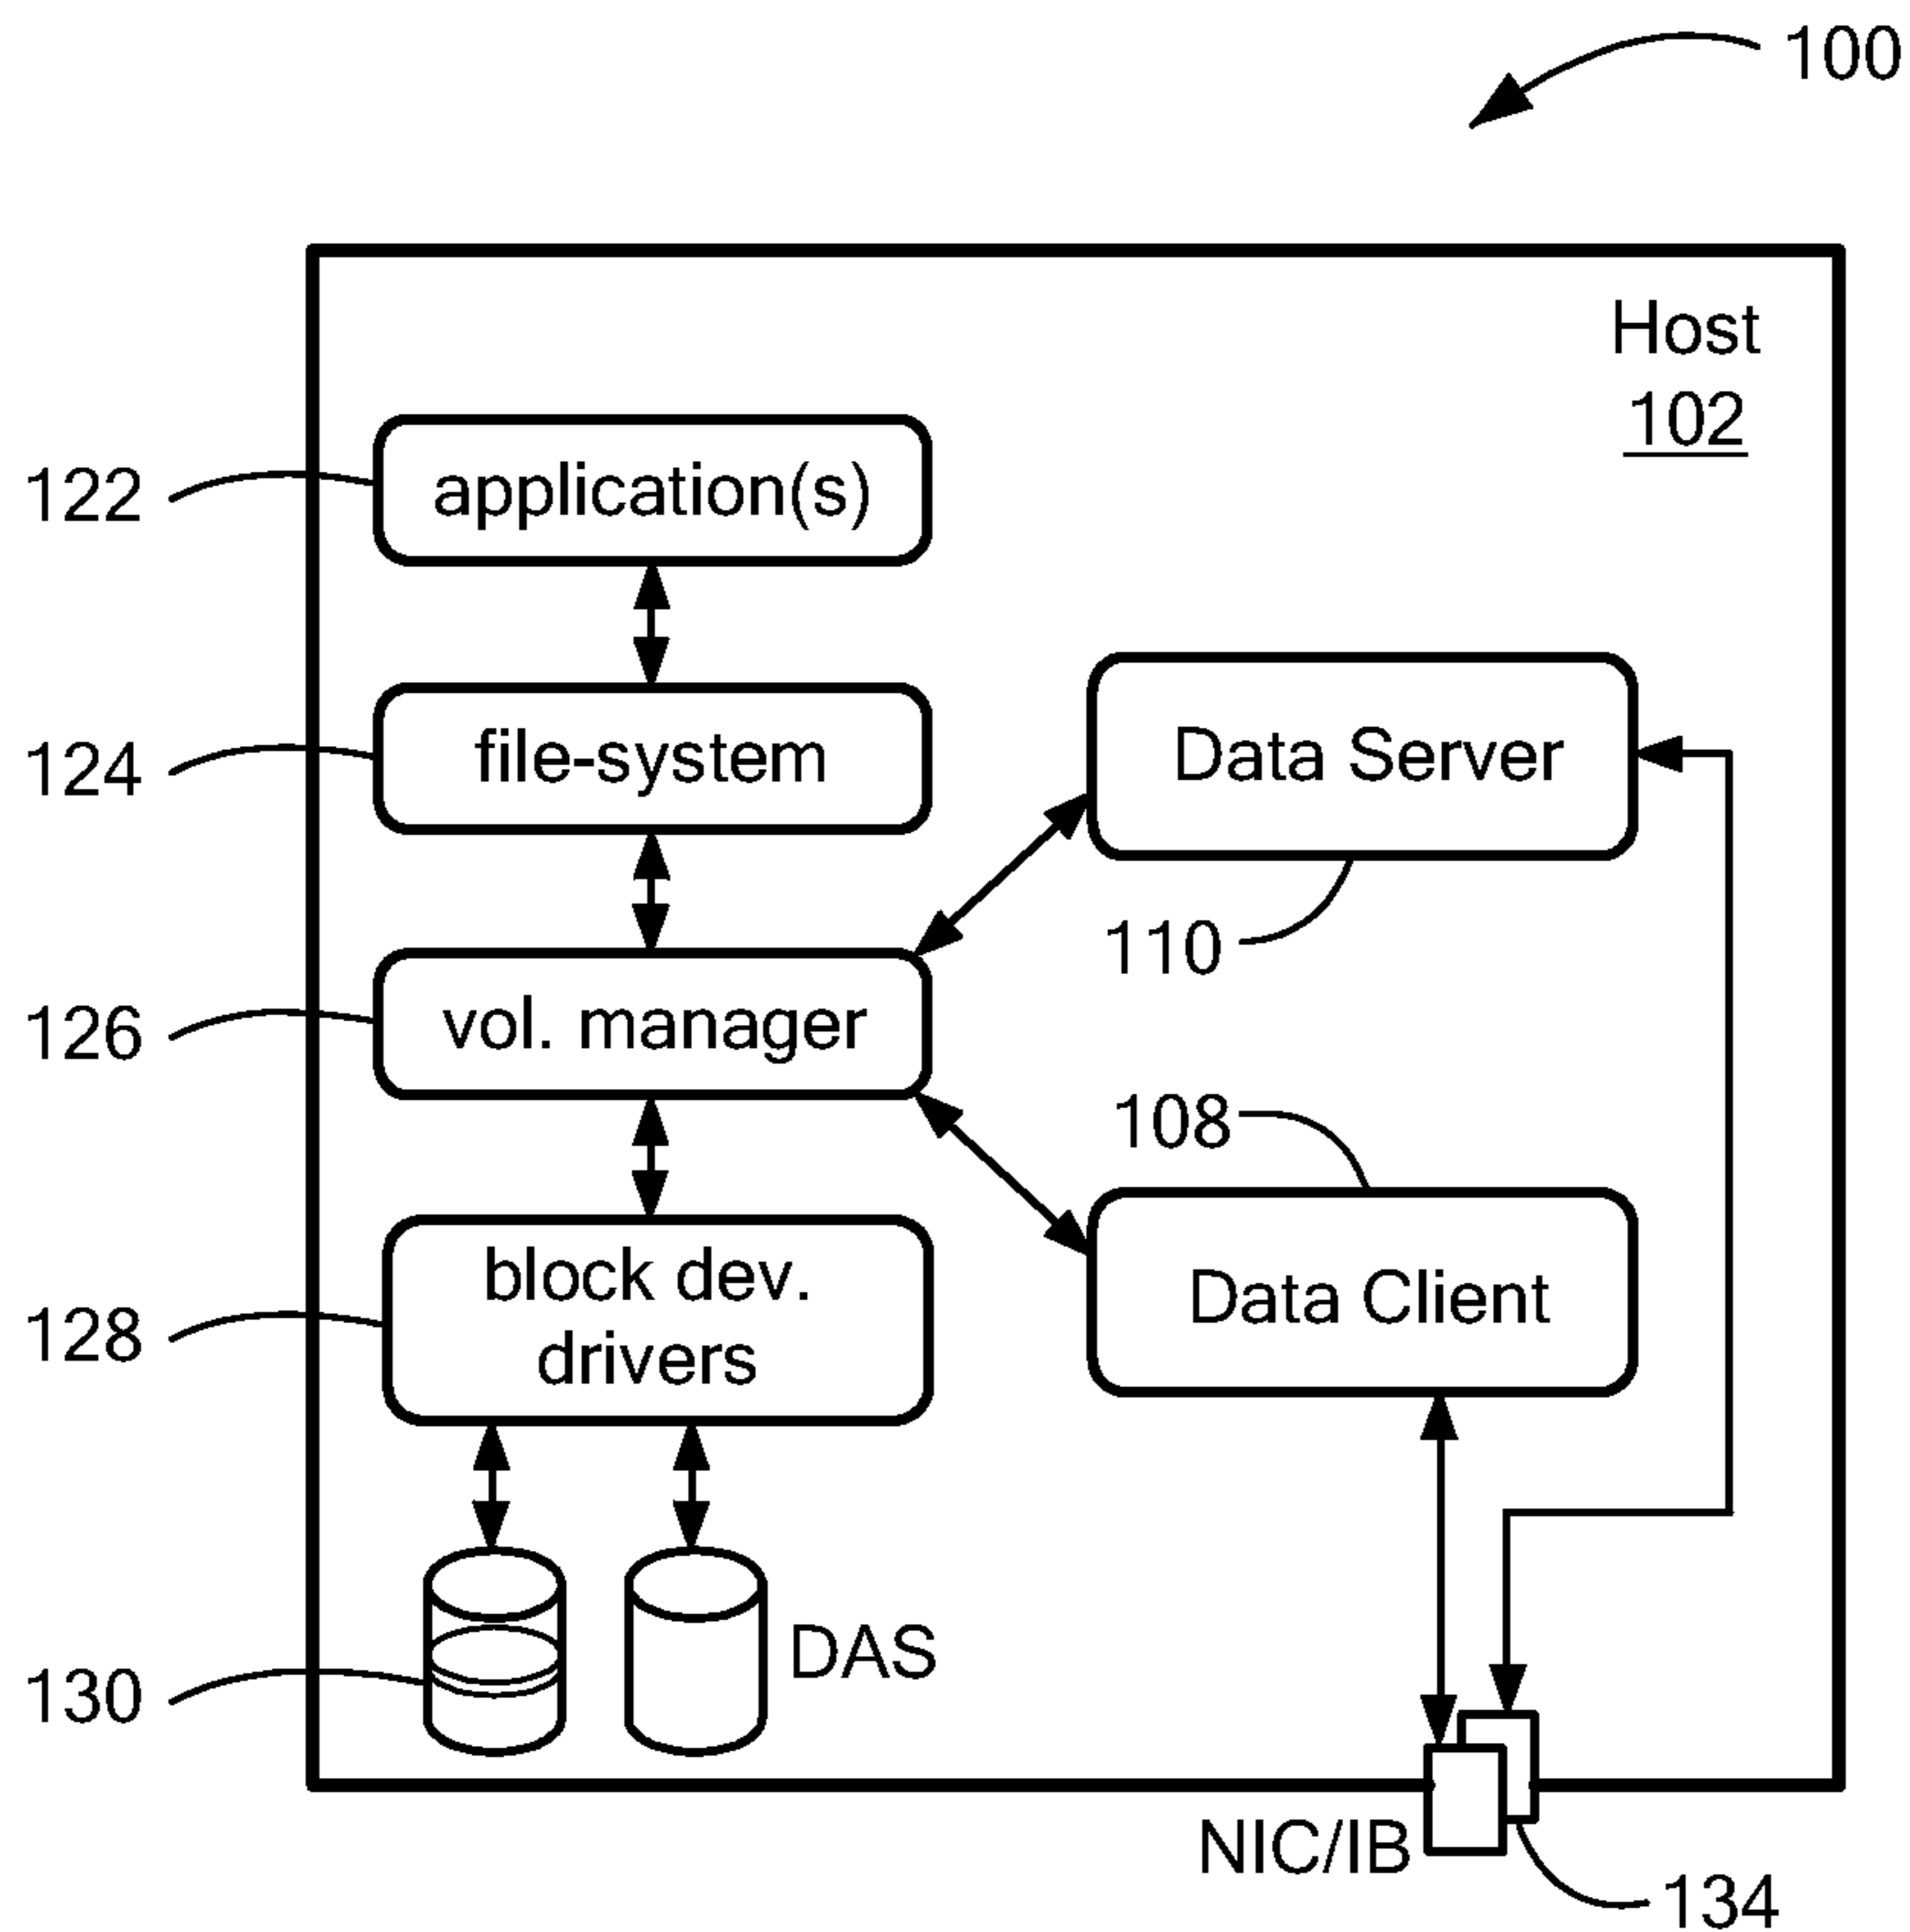 100
Host
102
122
application(s)
124
file-system
Data Server
110
126
vol. manager
108
128
block dev.
drivers
Data Client
130
DAS
NIC/IB
134